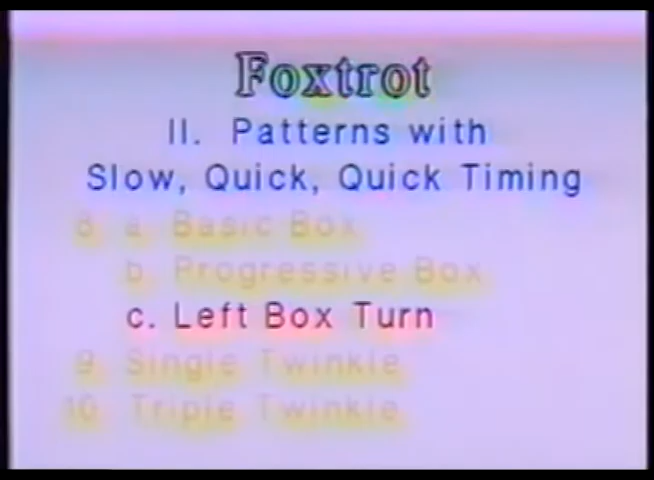 Foxtrot
II. Patterns with
Slow, Quick, Quick Timing
8. a. Basic Box
b. Progressive Box
c. Left Box Turn
9. Single Twinkle
10. Triple Twinkle